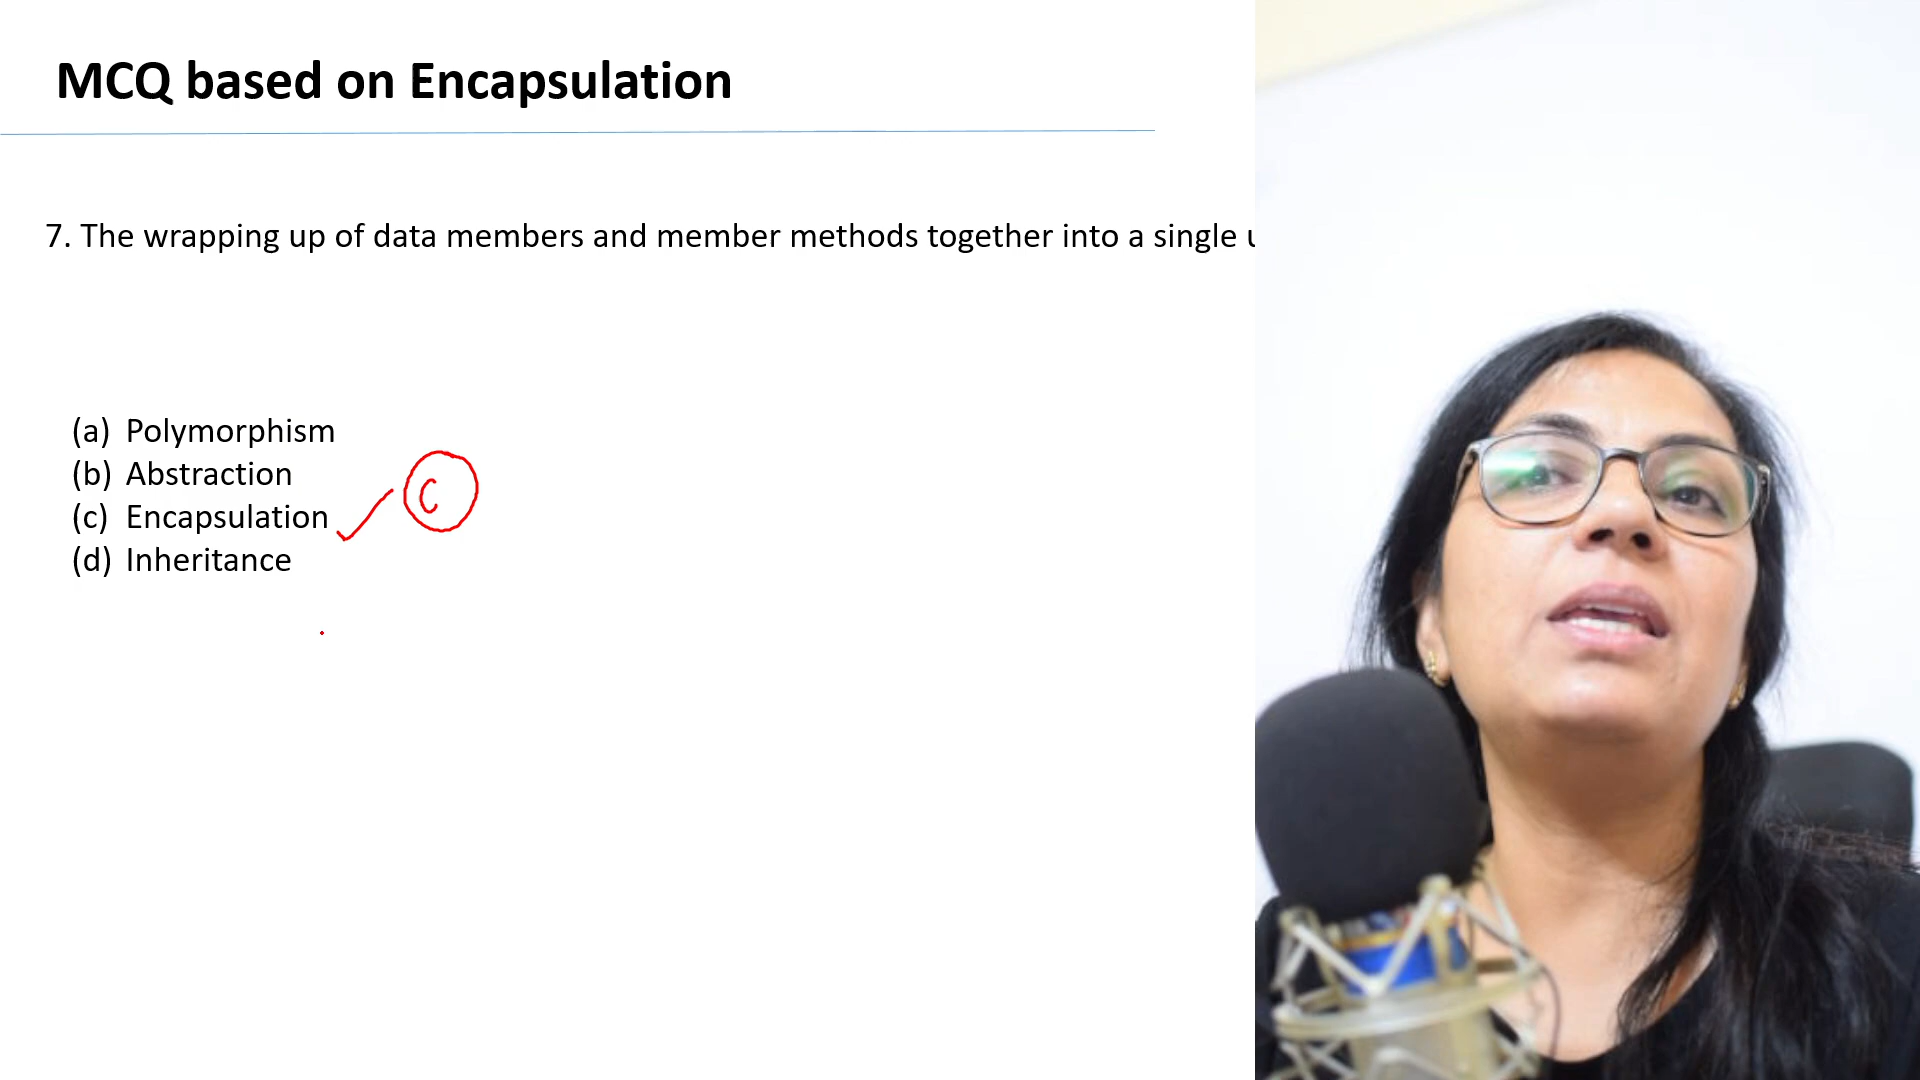 MCQ based on Encapsulation
7. The wrapping up of data members and member methods together into a single
(a) Polymorphism
(b) Abstraction
(c) Encapsulation
C
(d) Inheritance